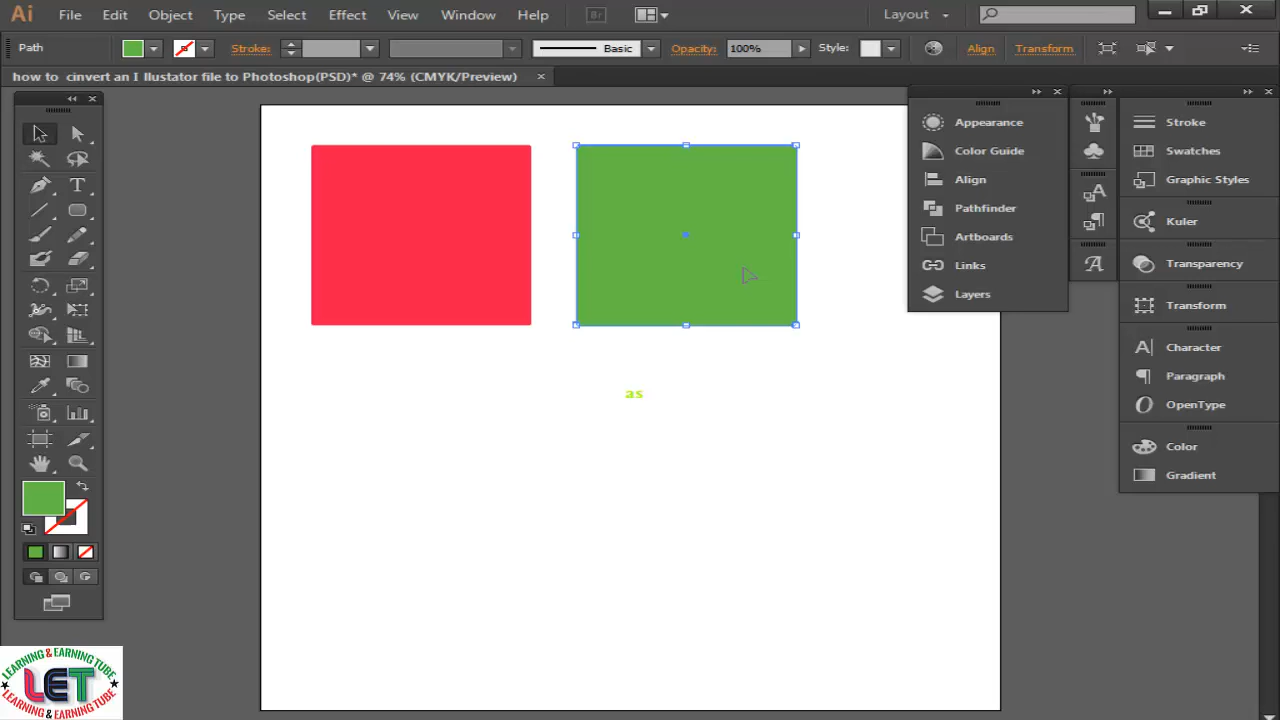 Ai File Edit Object Type Select Effect View Window Help Br Layout
Path Stroke: Basic Opacity: 100% Style: Align Transform
how to cinvert an I llustator file to Photoshop(PSD)* @ 74% (CMYK/Preview)
Appearance
Color Guide
Align
Pathfinder
Artboards
Links
Layers
Stroke
Swatches
Graphic Styles
Kuler
Transparency
Transform
Character
Paragraph
OpenType
Color
Gradient
as
LEARNING & EARNING TUBE
LET
LEARNING & EARNING TUBE